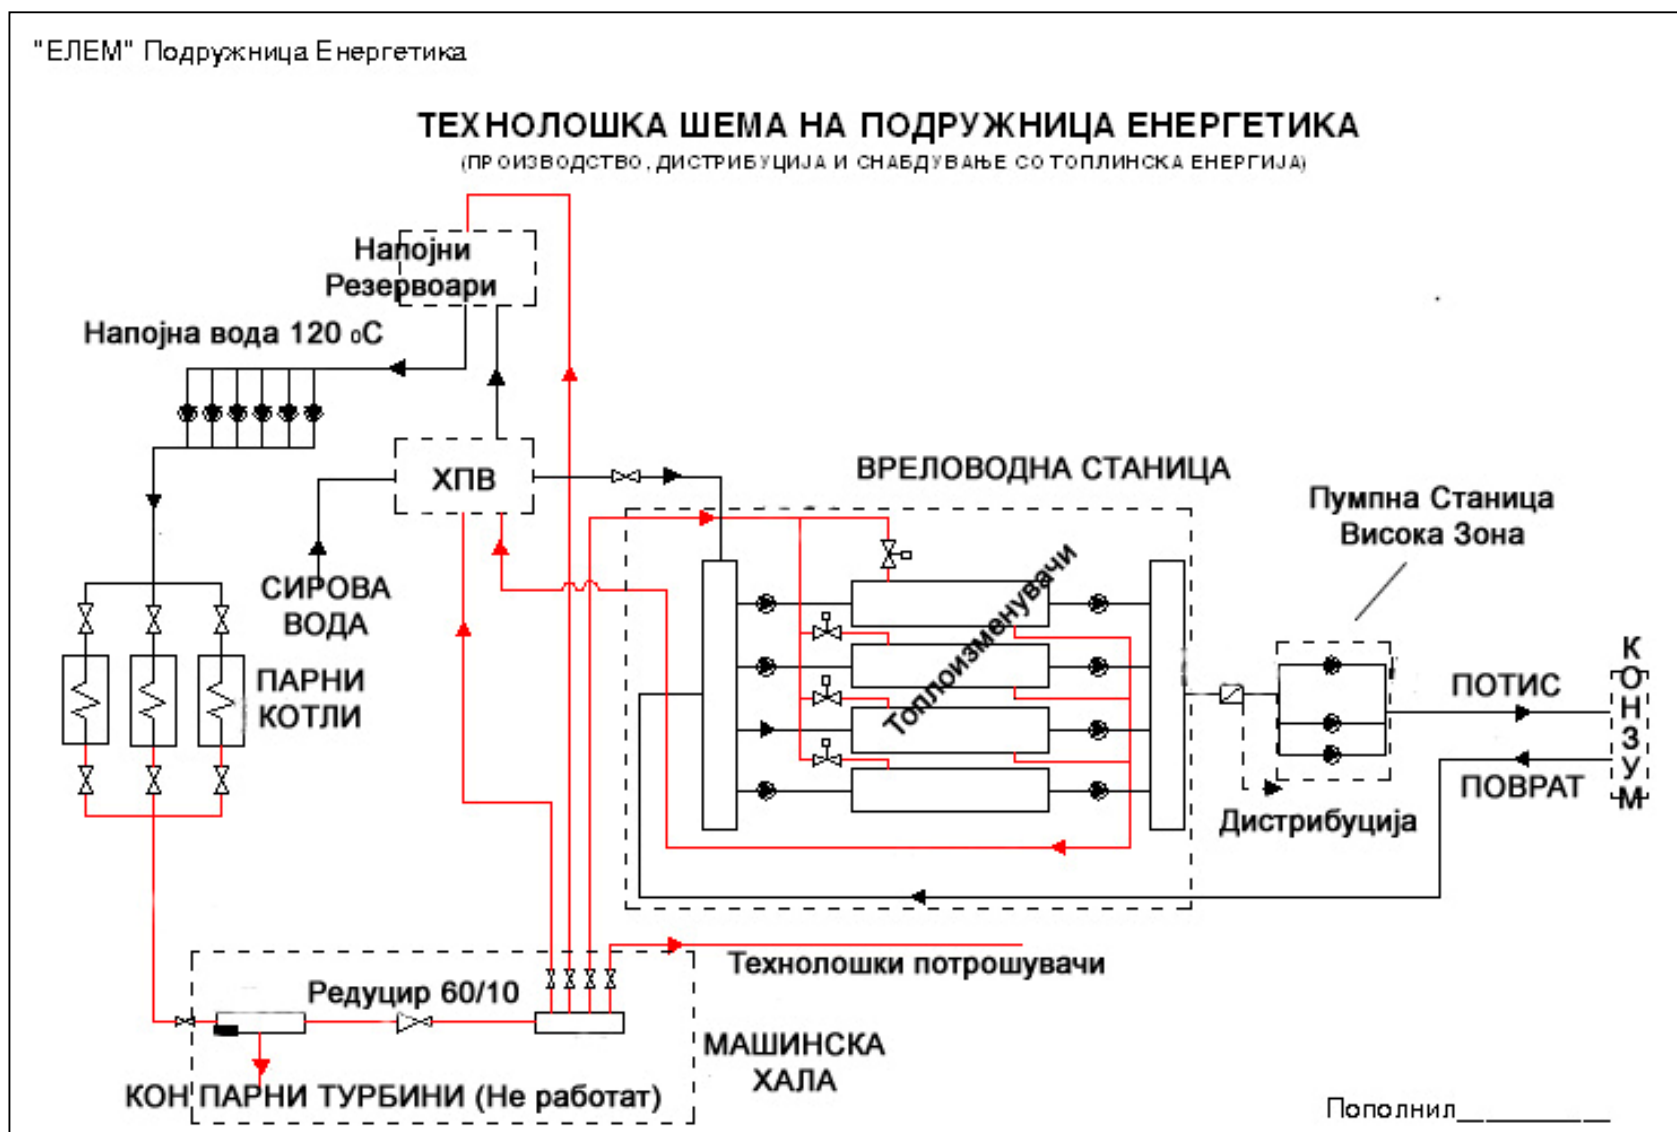 "ЕЛЕМ" Подружница Енергетика
ТЕХНОЛОШКА ШЕМА НА ПОДРУЖНИЦА ЕНЕРГЕТИКА
(ПРОИЗВОДСТВО, ДИСТРИБУЦИЈА И СНАБДУВАЊЕ СО ТОПЛИНСКА ЕНЕРГИЈА)
Напојни
Резервоари
Напојна вода 120 oC
ХПВ
ВРЕЛОВОДНА СТАНИЦА
Пумпна Станица
Висока Зона
СИРОВА
ВОДА
Топлоизменувачи
ПАРНИ
КОТЛИ
ПОТИС
КОНЗУМ
ПОВРАТ
Дистрибуција
Технолошки потрошувачи
Редуцир 60/10
МАШИНСКА
ХАЛА
КОН ПАРНИ ТУРБИНИ (Не работат)
Пополнил___________